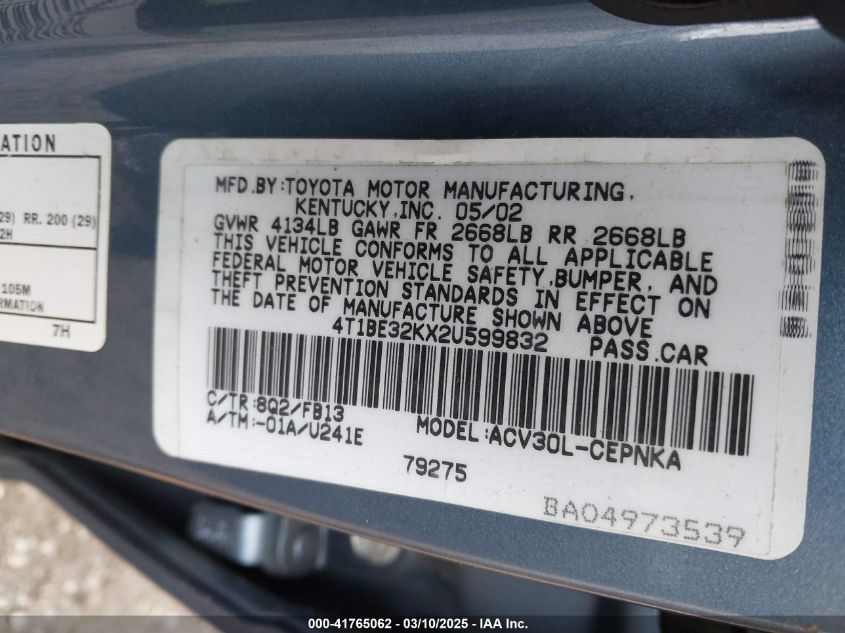 ATION
29) RR. 200 (29)
2H
105M
RMATION
7H
MFD.BY:TOYOTA MOTOR MANUFACTURING,
KENTUCKY,INC. 05/02
GVWR 4134LB GAWR FR 2668LB RR 2668LB
THIS VEHICLE CONFORMS TO ALL APPLICABLE
FEDERAL MOTOR VEHICLE SAFETY,BUMPER, AND
THEFT PREVENTION STANDARDS IN EFFECT ON
THE DATE OF MANUFACTURE SHOWN ABOVE
4T1BE32KX2U599832 PASS.CAR
C/TR:8Q2/FB13
A/TM:-01A/U241E MODEL:ACV30L-CEPNKA
79275
BA04973539
000-41765062 - 03/10/2025 - IAA Inc.